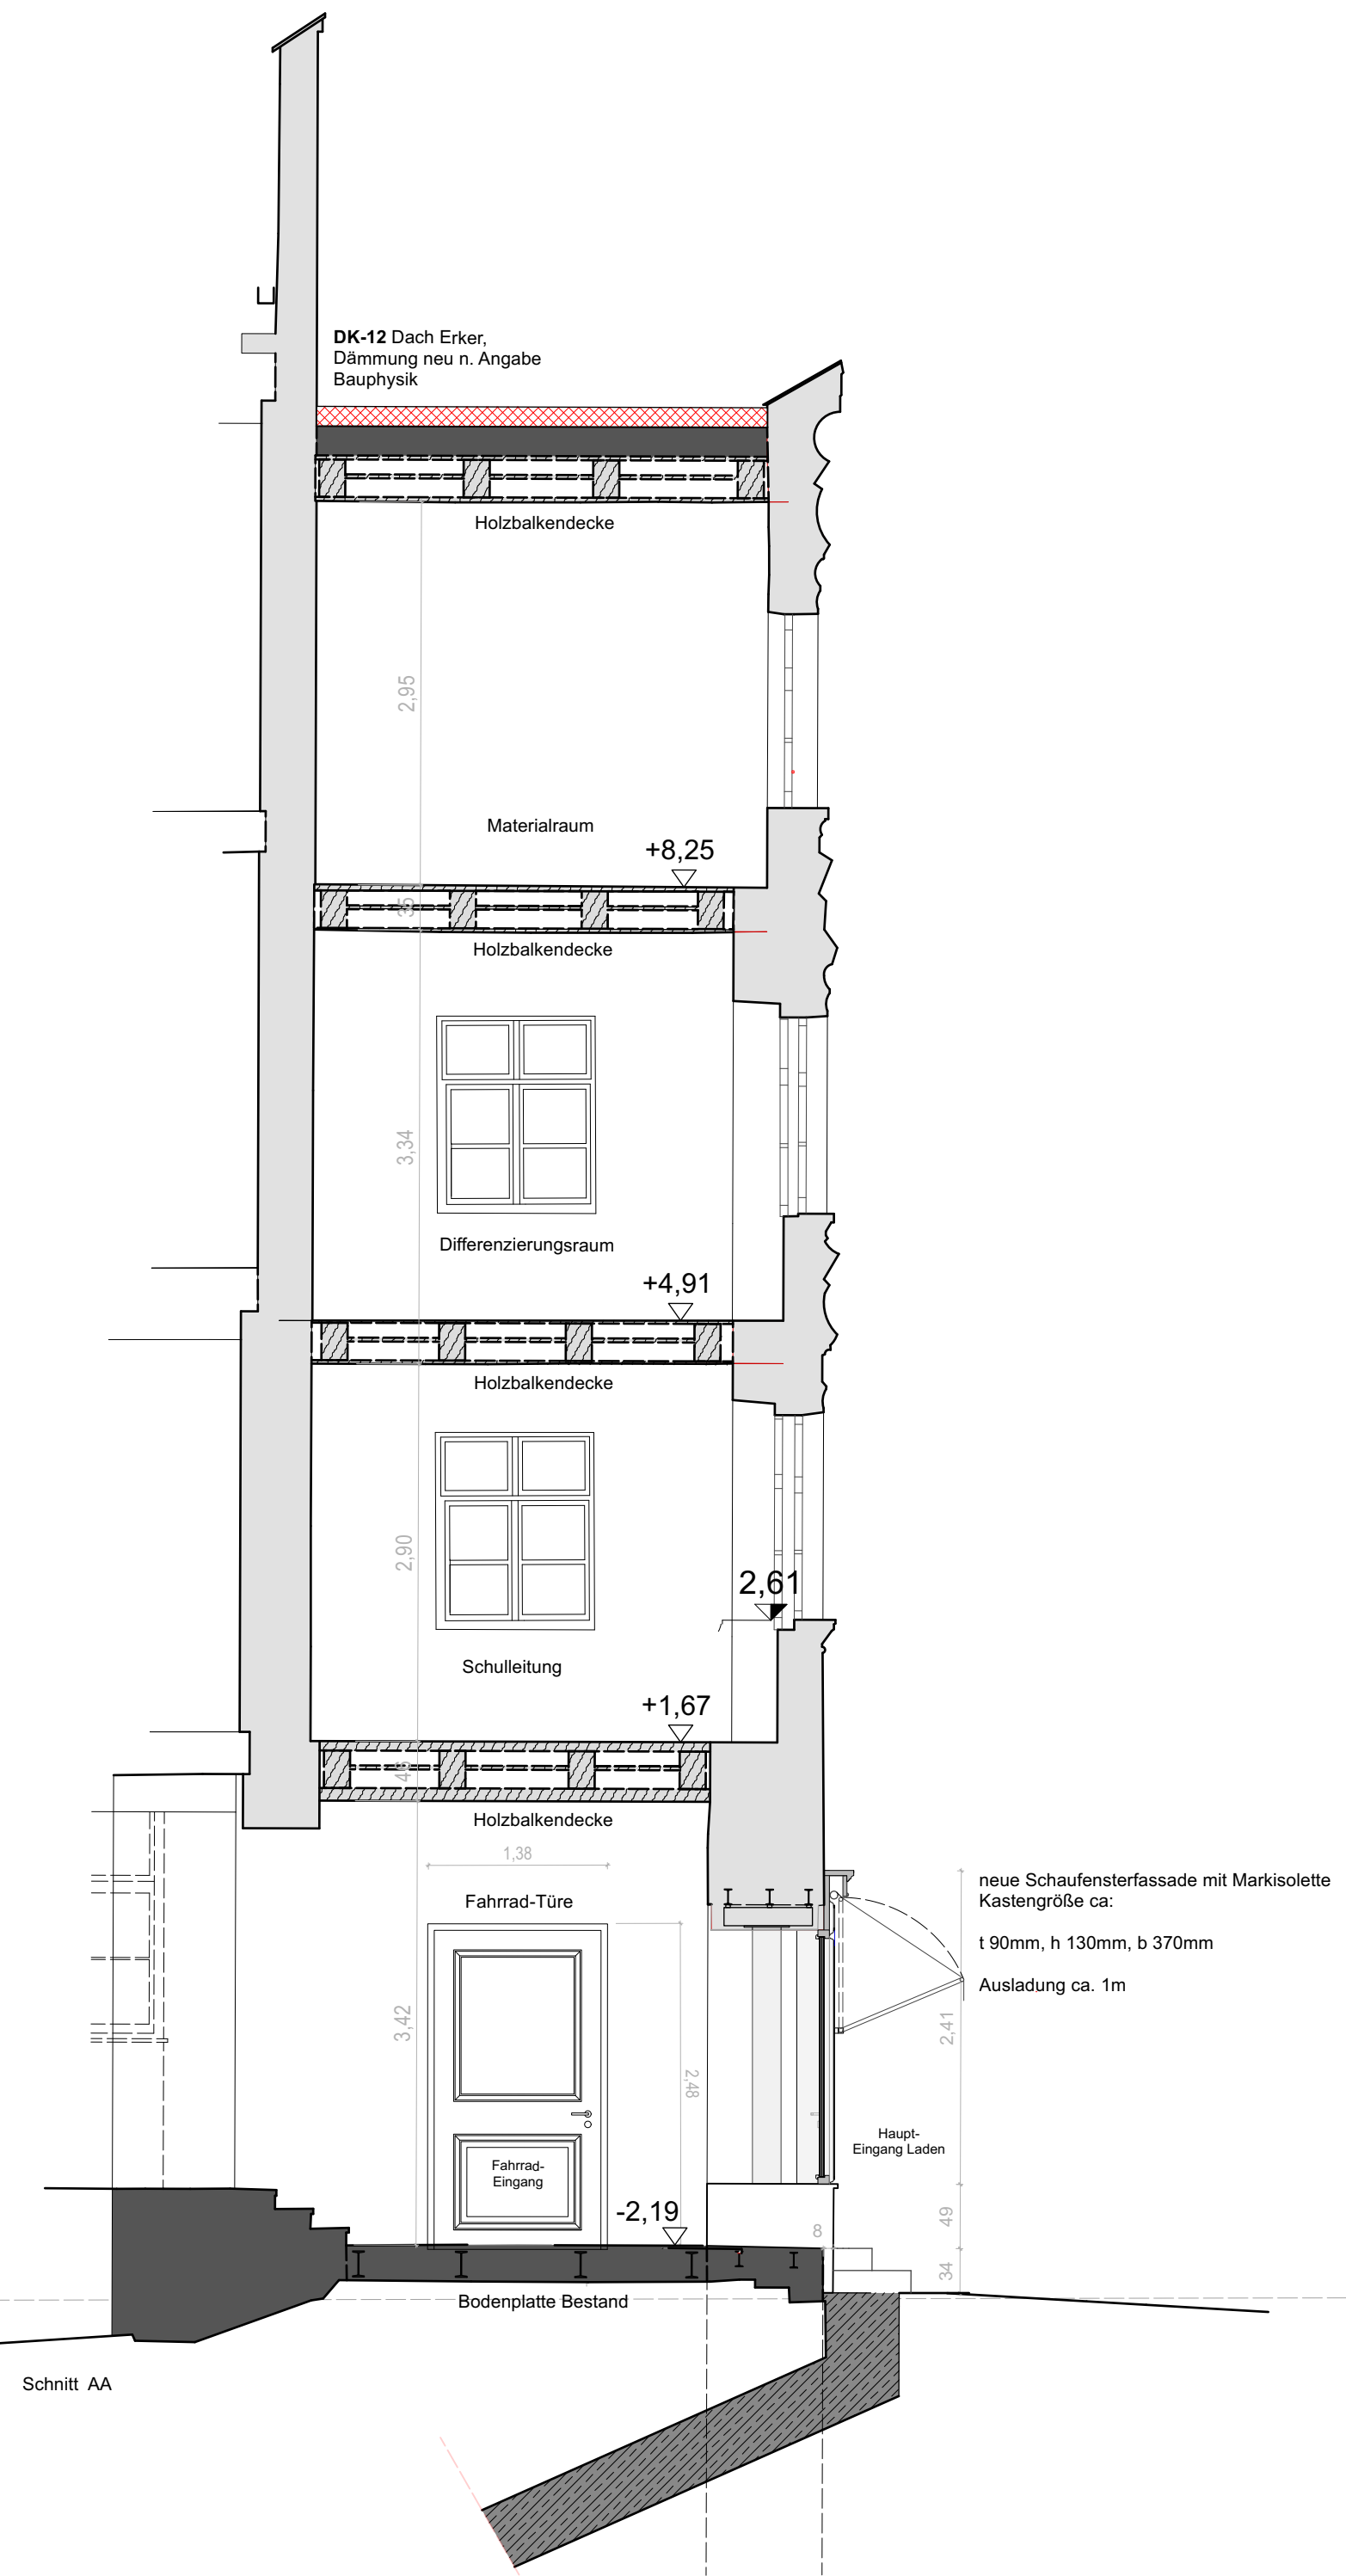 DK-12 Dach Erker,
Dämmung neu n. Angabe
Bauphysik
Holzbalkendecke
2,95
Materialraum
+8,25
35
Holzbalkendecke
3,34
Differenzierungsraum
+4,91
Holzbalkendecke
2,90
2,61
Schulleitung
+1,67
46
Holzbalkendecke
1,38
Fahrrad-Türe
neue Schaufensterfassade mit Markisolette
Kastengröße ca:
t 90mm, h 130mm, b 370mm
Ausladung ca. 1m
3,42
2,41
2,48
Haupt-
Eingang Laden
Fahrrad-
Eingang
-2,19
49
8
34
Bodenplatte Bestand
Schnitt AA